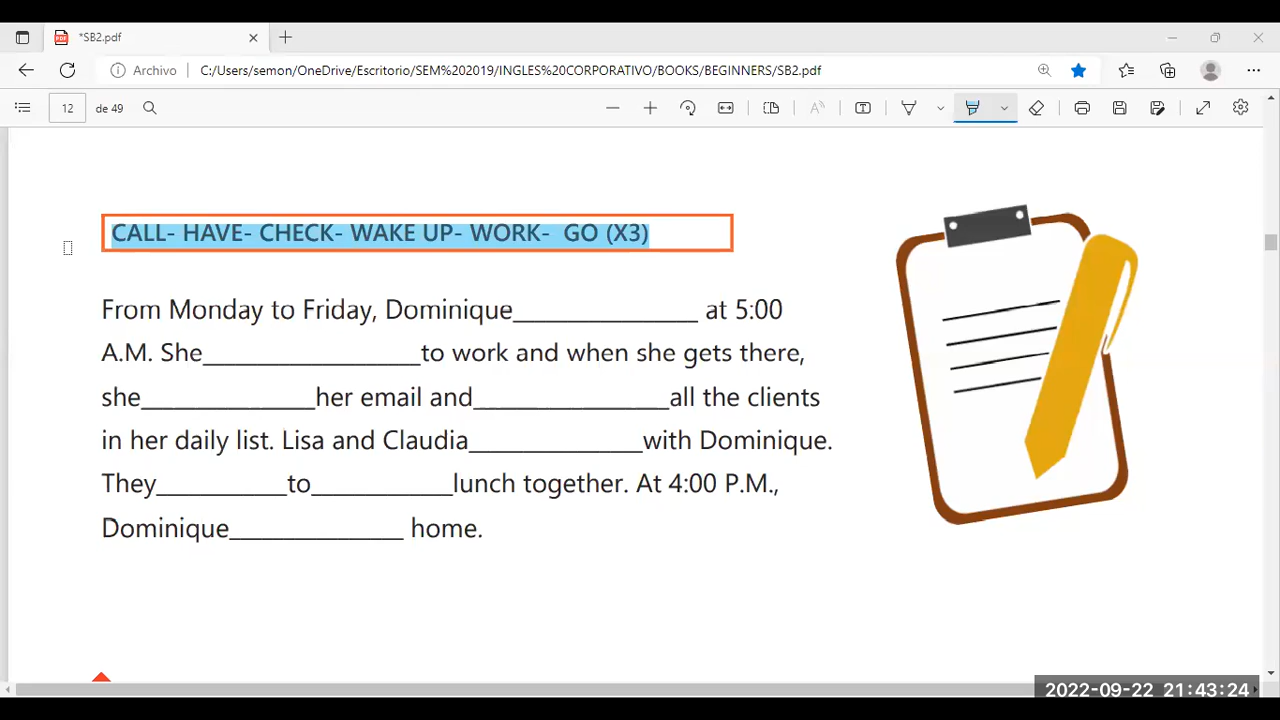 *SB2.pdf
Archivo
C:/Users/semon/OneDrive/Escritorio/SEM%202019/INGLES%20CORPORATIVO/BOOKS/BEGINNERS/SB2.pdf
12 de 49
CALL- HAVE- CHECK- WAKE UP- WORK- GO (X3)
From Monday to Friday, Dominique_______________ at 5:00
A.M. She__________________to work and when she gets there,
she______________her email and________________all the clients
in her daily list. Lisa and Claudia______________with Dominique.
They___________to____________lunch together. At 4:00 P.M.,
Dominique______________ home.
2022-09-22 21:43:24